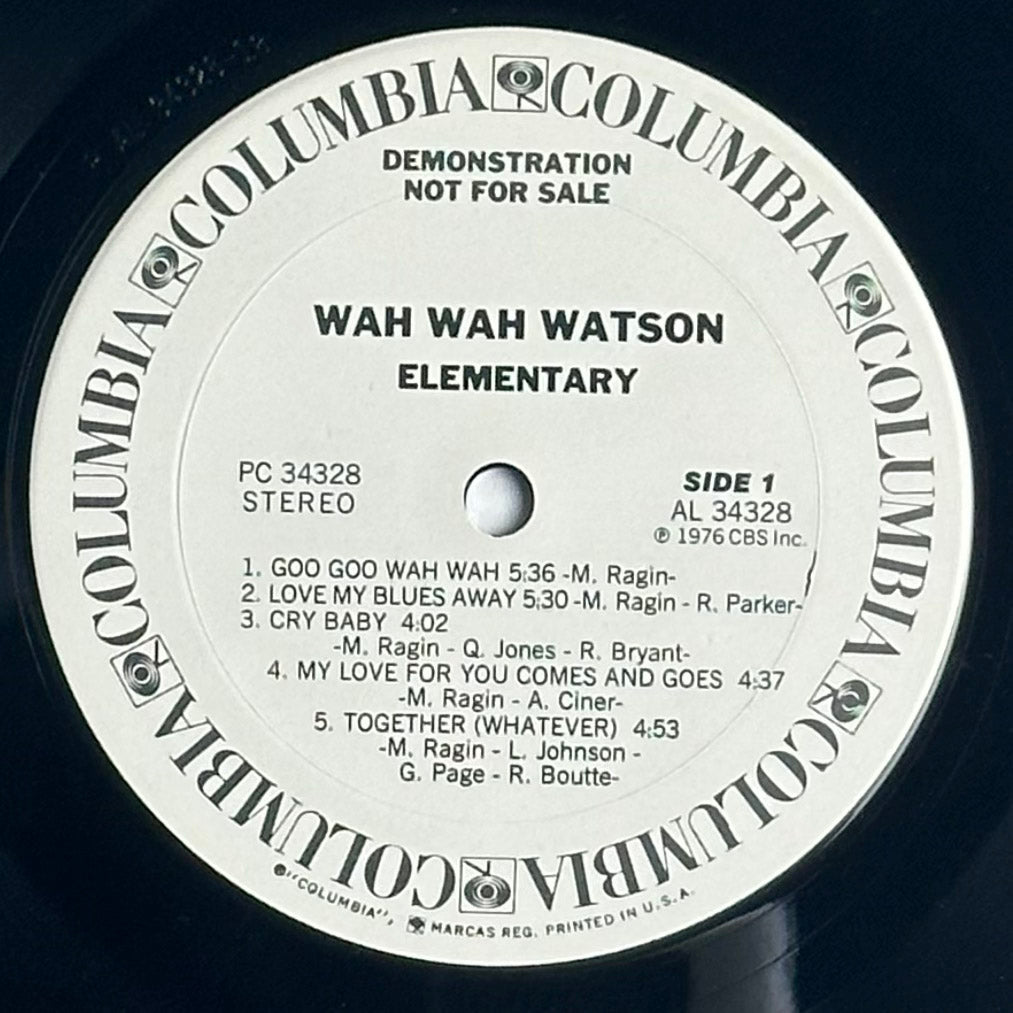 COLUMBIA COLUMBIA COLUMBIA COLUMBIA COLUMBIA COLUMBIA
DEMONSTRATION
NOT FOR SALE
WAH WAH WATSON
ELEMENTARY
PC 34328
STEREO
SIDE 1
AL 34328
℗ 1976 CBS Inc.
1. GOO GOO WAH WAH 5:36 -M. Ragin-
2. LOVE MY BLUES AWAY 5:30 -M. Ragin - R. Parker-
3. CRY BABY 4:02
-M. Ragin - Q. Jones - R. Bryant-
4. MY LOVE FOR YOU COMES AND GOES 4:37
-M. Ragin - A. Ciner-
5. TOGETHER (WHATEVER) 4:53
-M. Ragin - L. Johnson -
G. Page - R. Boutte-
"COLUMBIA", MARCAS REG. PRINTED IN U.S.A.